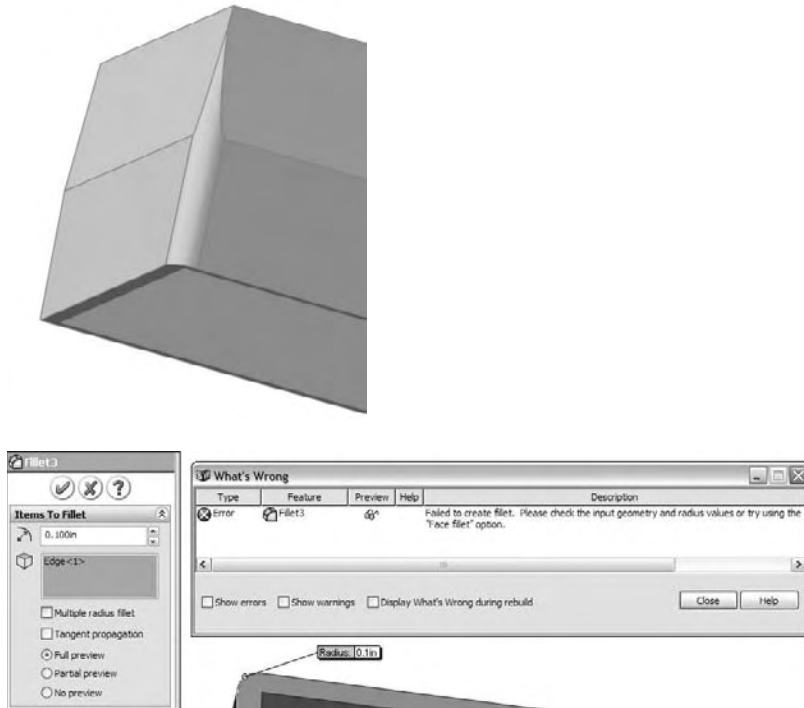 Fillet3
Items To Fillet
0.100in
Edge<1>
Multiple radius fillet
Tangent propagation
Full preview
Partial preview
No preview
What's Wrong
Type Feature Preview Help Description
Error Fillet3 Failed to create fillet. Please check the input geometry and radius values or try using the
"Face fillet" option.
Show errors Show warnings Display What's Wrong during rebuild Close Help
Radius: 0.1in